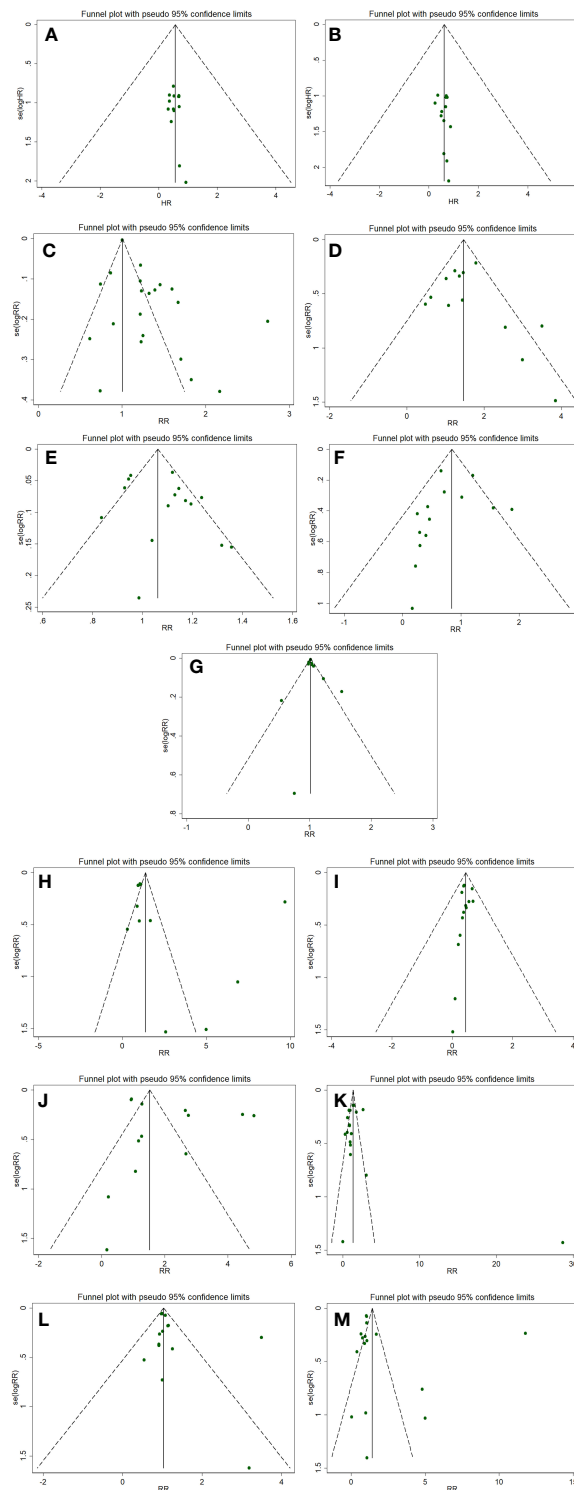 Funnel plot with pseudo 95% confidence limits
A
se(logHR)
0
.5
1
1.5
2
-4
-2
0
2
4
HR
Funnel plot with pseudo 95% confidence limits
B
se(logHR)
0
.5
1
1.5
2
-4
-2
0
2
4
HR
Funnel plot with pseudo 95% confidence limits
C
se(logRR)
0
.1
.2
.3
.4
0
1
2
3
RR
Funnel plot with pseudo 95% confidence limits
D
se(logRR)
0
.5
1
1.5
-2
0
2
4
RR
Funnel plot with pseudo 95% confidence limits
E
se(logRR)
0
.05
.1
.15
.2
.25
.6
.8
1
1.2
1.4
1.6
RR
Funnel plot with pseudo 95% confidence limits
F
se(logRR)
0
.2
.4
.6
.8
1
-1
0
1
2
RR
Funnel plot with pseudo 95% confidence limits
G
se(logRR)
0
.2
.4
.6
.8
-1
0
1
2
3
RR
Funnel plot with pseudo 95% confidence limits
H
se(logRR)
0
.5
1
1.5
-5
0
5
10
RR
Funnel plot with pseudo 95% confidence limits
I
se(logRR)
0
.5
1
1.5
-4
-2
0
2
4
RR
Funnel plot with pseudo 95% confidence limits
J
se(logRR)
0
.5
1
1.5
-2
0
2
4
6
RR
Funnel plot with pseudo 95% confidence limits
K
se(logRR)
0
.5
1
1.5
0
10
20
30
RR
Funnel plot with pseudo 95% confidence limits
L
se(logRR)
0
.5
1
1.5
-2
0
2
4
RR
Funnel plot with pseudo 95% confidence limits
M
se(logRR)
0
.5
1
1.5
0
5
10
15
RR